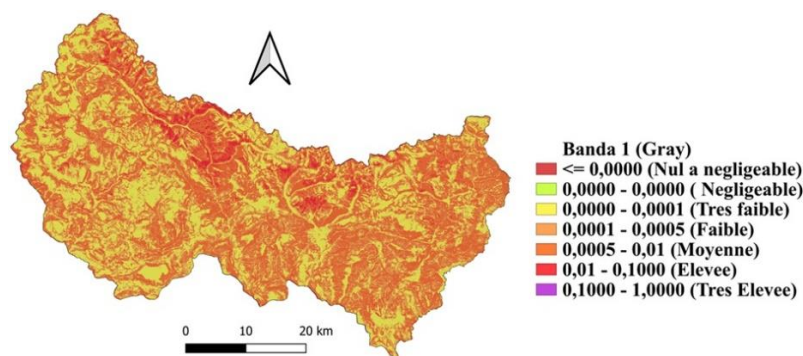 Banda 1 (Gray)
<= 0,0000 (Nul a negligeable)
0,0000 - 0,0000 ( Negligeable)
0,0000 - 0,0001 (Tres faible)
0,0001 - 0,0005 (Faible)
0,0005 - 0,01 (Moyenne)
0,01 - 0,1000 (Elevee)
0,1000 - 1,0000 (Tres Elevee)
0 10 20 km